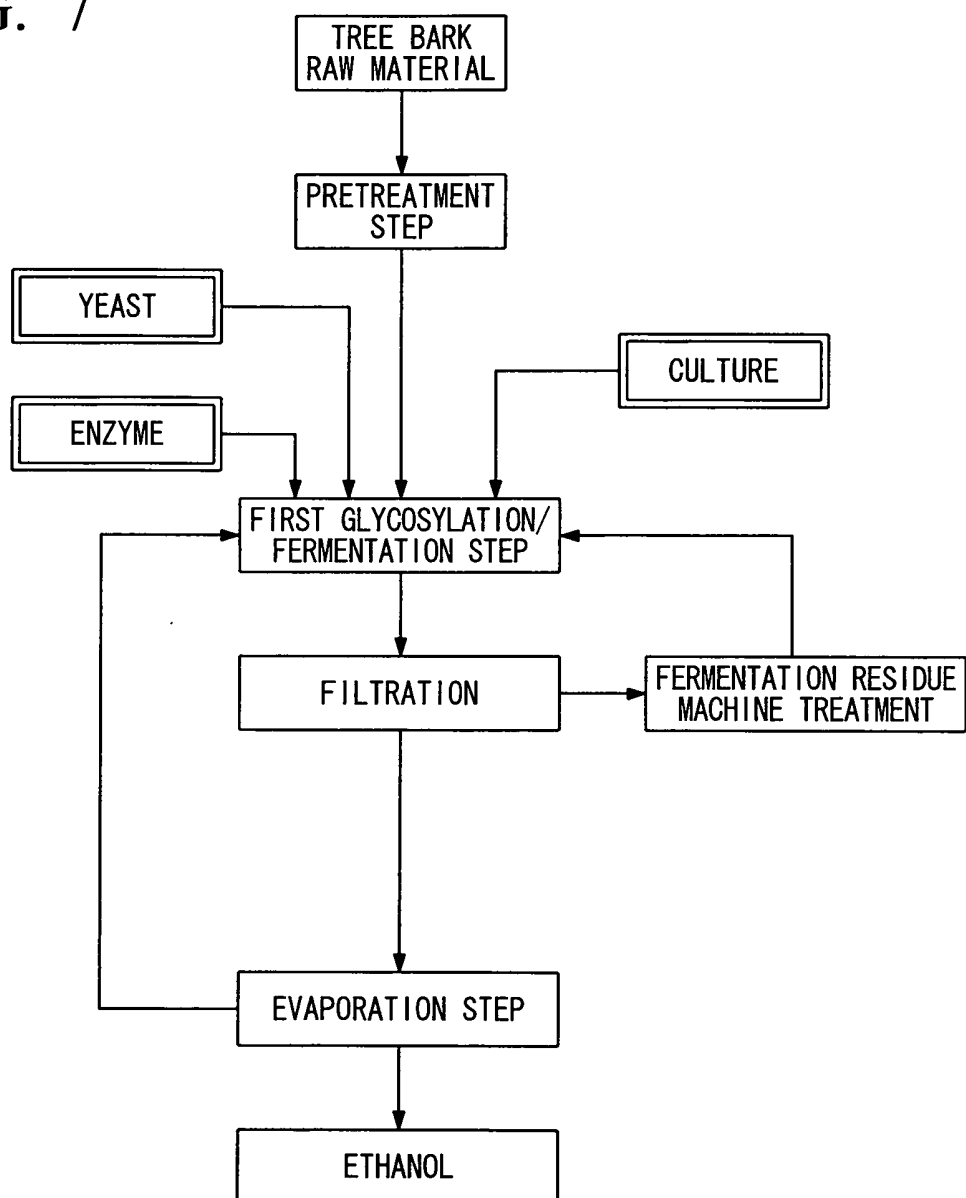 G. /
TREE BARK
RAW MATERIAL
PRETREATMENT
STEP
YEAST
CULTURE
ENZYME
FIRST GLYCOSYLATION/
FERMENTATION STEP
FILTRATION
FERMENTATION RESIDUE
MACHINE TREATMENT
EVAPORATION STEP
ETHANOL